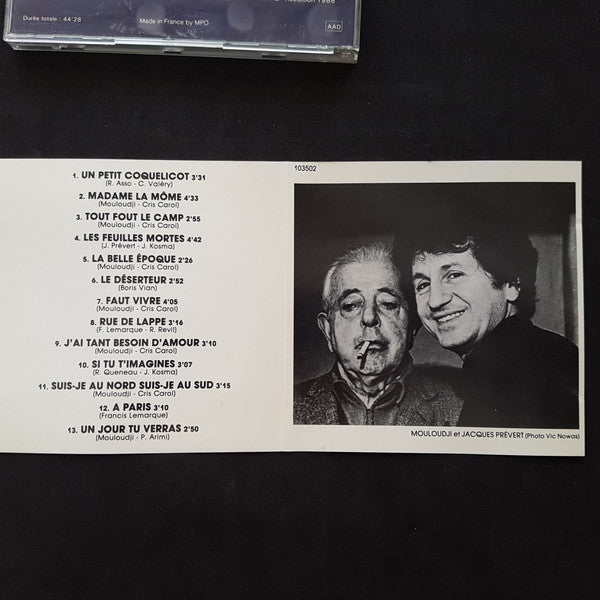 Durée totale : 44'28
Made in France by MPO
AAD
1. UN PETIT COQUELICOT 3'31
(R. Asso - C. Valéry)
2. MADAME LA MÔME 4'33
(Mouloudji - Cris Carol)
3. TOUT FOUT LE CAMP 2'55
(Mouloudji - Cris Carol)
4. LES FEUILLES MORTES 4'42
(J. Prévert - J. Kosma)
5. LA BELLE ÉPOQUE 2'26
(Mouloudji - Cris Carol)
6. LE DÉSERTEUR 2'52
(Boris Vian)
7. FAUT VIVRE 4'05
(Mouloudji - Cris Carol)
8. RUE DE LAPPE 3'16
(F. Lemarque - R. Revil)
9. J'AI TANT BESOIN D'AMOUR 3'10
(Mouloudji - Cris Carol)
10. SI TU T'IMAGINES 3'07
(R. Queneau - J. Kosma)
11. SUIS-JE AU NORD SUIS-JE AU SUD 3'15
(Mouloudji - Cris Carol)
12. A PARIS 3'10
(Francis Lemarque)
13. UN JOUR TU VERRAS 2'50
(Mouloudji - P. Arimi)
103502
MOULOUDJI et JACQUES PRÉVERT (Photo Vic Nowas)